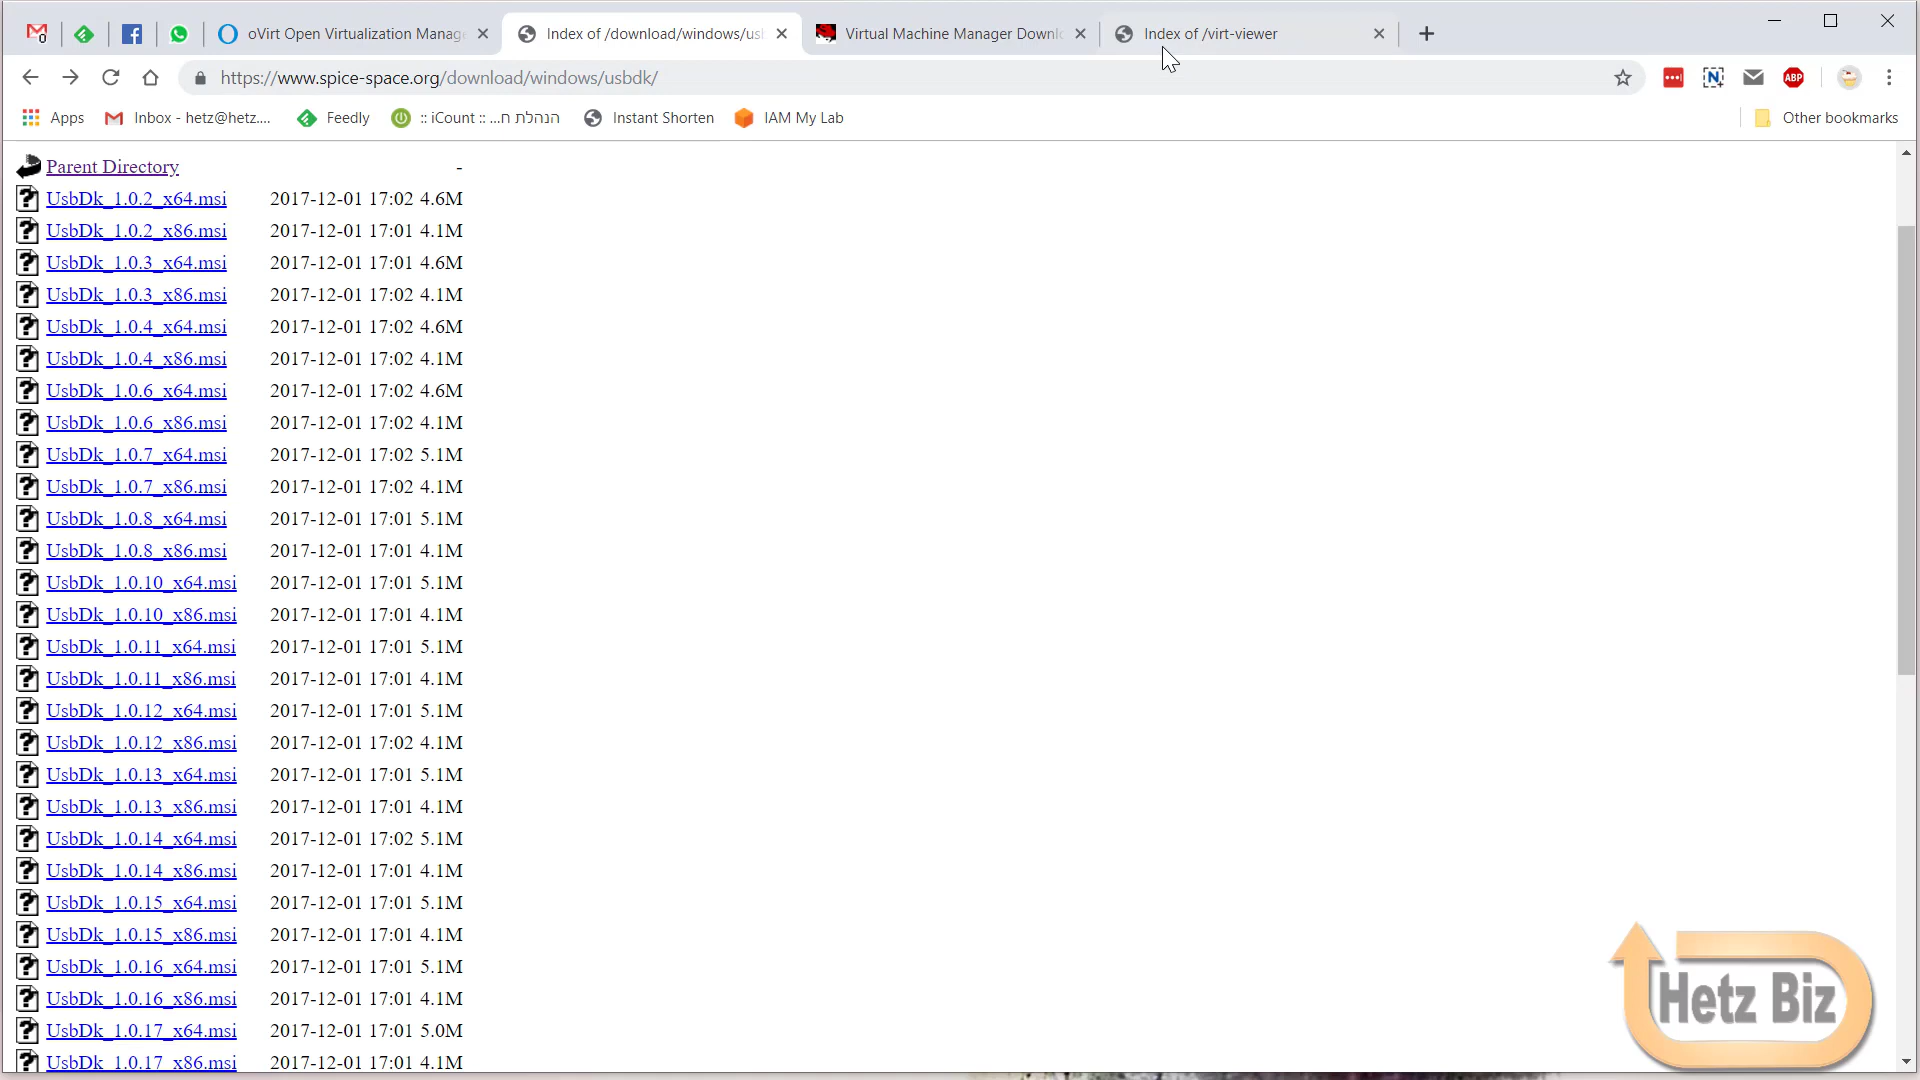 oVirt Open Virtualization Manage
Index of /download/windows/usb
Virtual Machine Manager Downlo
Index of /virt-viewer
https://www.spice-space.org/download/windows/usbdk/
ABP
Apps
Inbox - hetz@hetz....
Feedly
:: iCount :: ...הנהלת ח
Instant Shorten
IAM My Lab
Other bookmarks
Parent Directory -
UsbDk_1.0.2_x64.msi 2017-12-01 17:02 4.6M
UsbDk_1.0.2_x86.msi 2017-12-01 17:01 4.1M
UsbDk_1.0.3_x64.msi 2017-12-01 17:01 4.6M
UsbDk_1.0.3_x86.msi 2017-12-01 17:02 4.1M
UsbDk_1.0.4_x64.msi 2017-12-01 17:02 4.6M
UsbDk_1.0.4_x86.msi 2017-12-01 17:02 4.1M
UsbDk_1.0.6_x64.msi 2017-12-01 17:02 4.6M
UsbDk_1.0.6_x86.msi 2017-12-01 17:02 4.1M
UsbDk_1.0.7_x64.msi 2017-12-01 17:02 5.1M
UsbDk_1.0.7_x86.msi 2017-12-01 17:02 4.1M
UsbDk_1.0.8_x64.msi 2017-12-01 17:01 5.1M
UsbDk_1.0.8_x86.msi 2017-12-01 17:01 4.1M
UsbDk_1.0.10_x64.msi 2017-12-01 17:01 5.1M
UsbDk_1.0.10_x86.msi 2017-12-01 17:01 4.1M
UsbDk_1.0.11_x64.msi 2017-12-01 17:01 5.1M
UsbDk_1.0.11_x86.msi 2017-12-01 17:01 4.1M
UsbDk_1.0.12_x64.msi 2017-12-01 17:01 5.1M
UsbDk_1.0.12_x86.msi 2017-12-01 17:02 4.1M
UsbDk_1.0.13_x64.msi 2017-12-01 17:01 5.1M
UsbDk_1.0.13_x86.msi 2017-12-01 17:01 4.1M
UsbDk_1.0.14_x64.msi 2017-12-01 17:02 5.1M
UsbDk_1.0.14_x86.msi 2017-12-01 17:01 4.1M
UsbDk_1.0.15_x64.msi 2017-12-01 17:01 5.1M
UsbDk_1.0.15_x86.msi 2017-12-01 17:01 4.1M
UsbDk_1.0.16_x64.msi 2017-12-01 17:01 5.1M
UsbDk_1.0.16_x86.msi 2017-12-01 17:01 4.1M
UsbDk_1.0.17_x64.msi 2017-12-01 17:01 5.0M
UsbDk_1.0.17_x86.msi 2017-12-01 17:01 4.1M
Hetz Biz